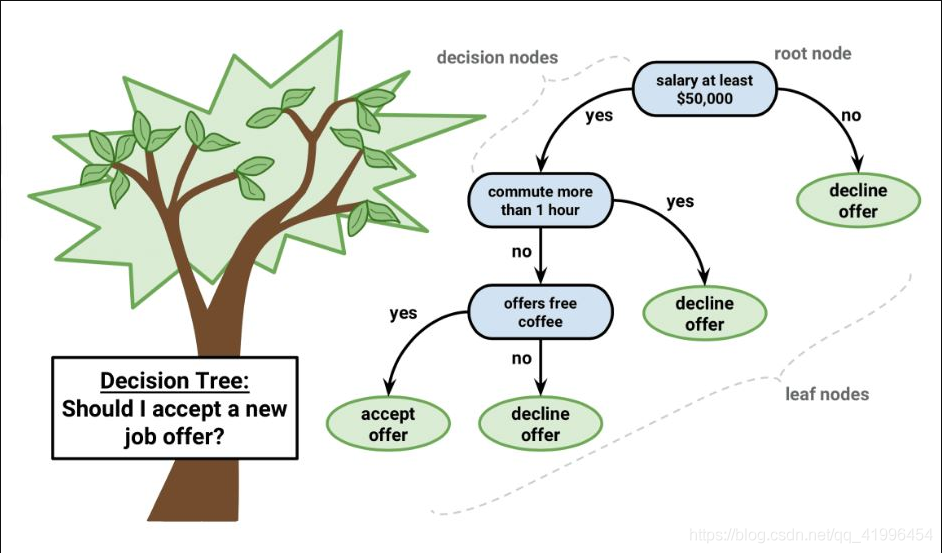 decision nodes
root node
salary at least
$50,000
yes
no
commute more
than 1 hour
yes
decline
offer
no
offers free
coffee
decline
offer
yes
no
leaf nodes
Decision Tree:
Should I accept a new
job offer?
accept
offer
decline
offer
https://blog.csdn.net/qq_41996454